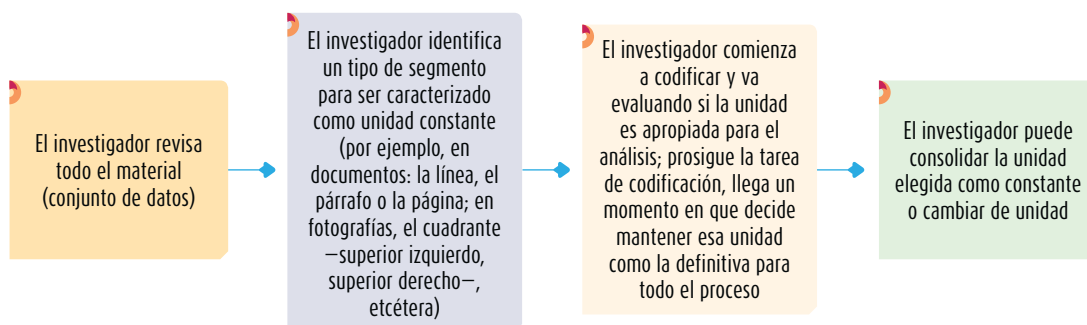 El investigador revisa
todo el material
(conjunto de datos)
El investigador identifica
un tipo de segmento
para ser caracterizado
como unidad constante
(por ejemplo, en
documentos: la línea, el
párrafo o la página; en
fotografías, el cuadrante
—superior izquierdo,
superior derecho—,
etcétera)
El investigador comienza
a codificar y va
evaluando si la unidad
es apropiada para el
análisis; prosigue la tarea
de codificación, llega un
momento en que decide
mantener esa unidad
como la definitiva para
todo el proceso
El investigador puede
consolidar la unidad
elegida como constante
o cambiar de unidad